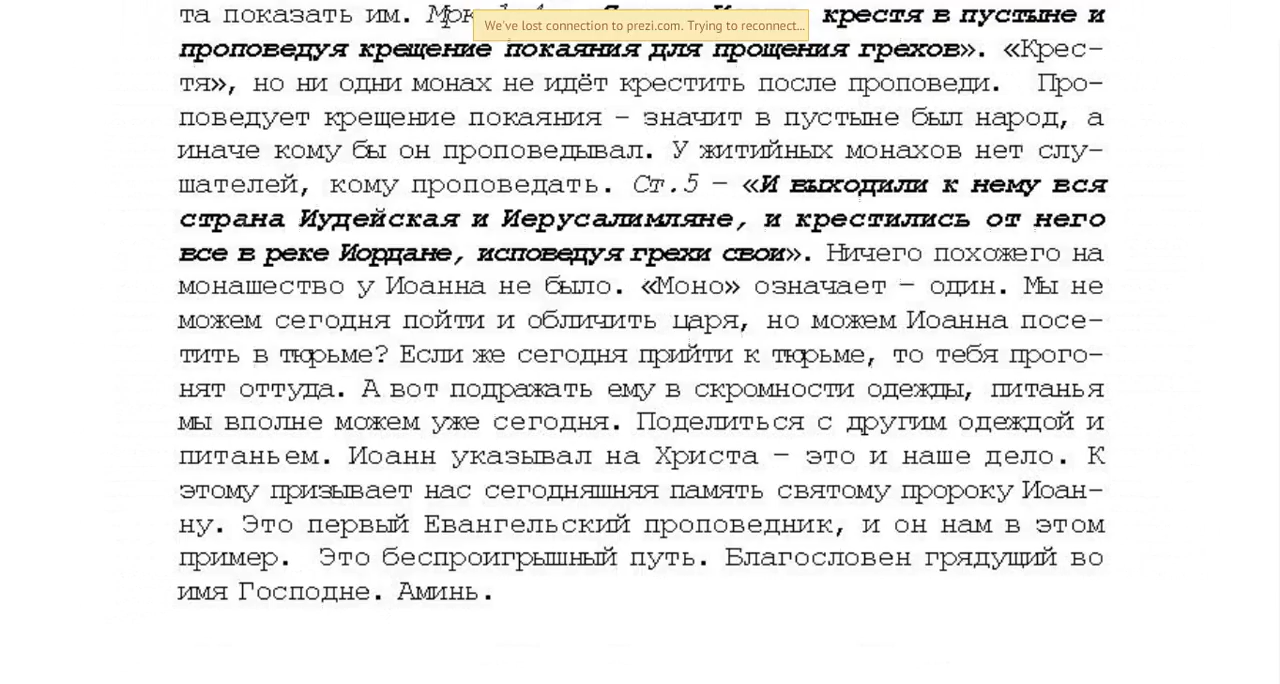 та показать им.
We've lost connection to prezi.com. Trying to reconnect...
крестя в пустыне и
проповедуя крещение покаяния для прощения грехов». «Крес-
тя», но ни одни монах не идёт крестить после проповеди. Про-
поведует крещение покаяния – значит в пустыне был народ, а
иначе кому бы он проповедывал. У житийных монахов нет слу-
шателей, кому проповедать. Ст.5 – «И выходили к нему вся
страна Иудейская и Иерусалимляне, и крестились от него
все в реке Иордане, исповедуя грехи свои». Ничего похожего на
монашество у Иоанна не было. «Моно» означает – один. Мы не
можем сегодня пойти и обличить царя, но можем Иоанна посе-
тить в тюрьме? Если же сегодня прийти к тюрьме, то тебя прого-
нят оттуда. А вот подражать ему в скромности одежды, питанья
мы вполне можем уже сегодня. Поделиться с другим одеждой и
питаньем. Иоанн указывал на Христа – это и наше дело. К
этому призывает нас сегодняшняя память святому пророку Иоан-
ну. Это первый Евангельский проповедник, и он нам в этом
пример. Это беспроигрышный путь. Благословен грядущий во
имя Господне. Аминь.